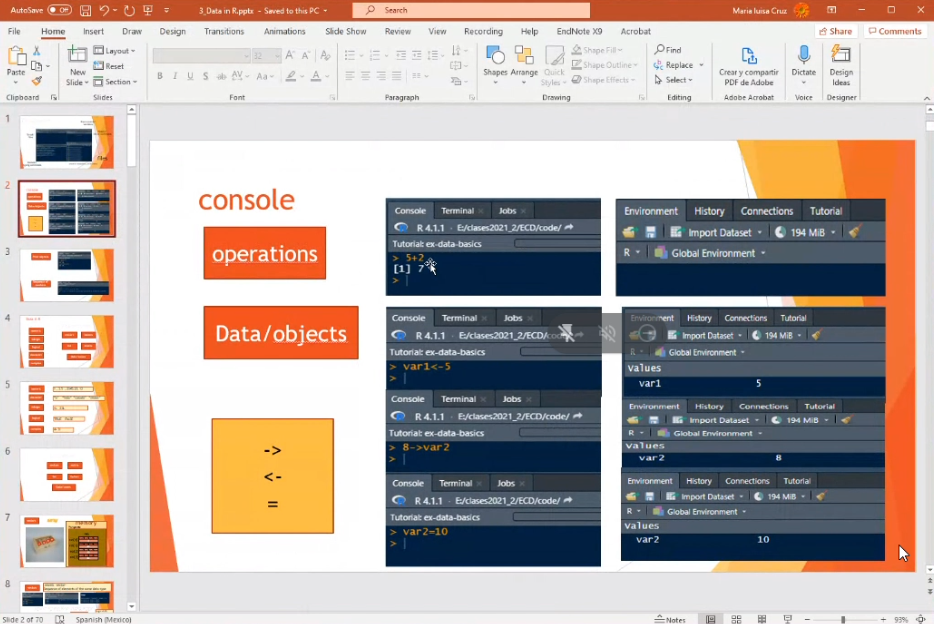 AutoSave Off 3_Data in R.pptx - Saved to this PC Search Maria luisa Cruz
File Home Insert Draw Design Transitions Animations Slide Show Review View Recording Help EndNote X9 Acrobat Share Comments
Paste
New Slide
Layout
Reset
Section
32
Shapes
Arrange
Quick Styles
Shape Fill
Shape Outline
Shape Effects
Find
Replace
Select
Crear y compartir PDF de Adobe
Dictate
Design Ideas
Clipboard Slides Font Paragraph Drawing Editing Adobe Acrobat Voice Designer
1
2
3
4
5
6
7
8
console
operations
Data/objects
->
<-
=
Console Terminal Jobs
R 4.1.1 · E:/clases2021_2/ECD/code/
Tutorial: ex-data-basics
> 5+2
[1] 7
>
Environment History Connections Tutorial
Import Dataset 194 MiB
R Global Environment
Console Terminal Jobs
R 4.1.1 · E:/clases2021_2/ECD/co
Tutorial: ex-data-basics
> var1<-5
>
Environment History Connections Tutorial
Import Dataset 194 MiB
R Global Environment
Values
var1 5
Console Terminal Jobs
R 4.1.1 · E:/clases2021_2/ECD/code/
Tutorial: ex-data-basics
> 8->var2
>
Environment History Connections Tutorial
Import Dataset 194 MiB
R Global Environment
Values
var2 8
Console Terminal Jobs
R 4.1.1 · E:/clases2021_2/ECD/code/
Tutorial: ex-data-basics
> var2=10
>
Environment History Connections Tutorial
Import Dataset 194 MiB
R Global Environment
Values
var2 10
Slide 2 of 70 Spanish (Mexico) Notes 93%